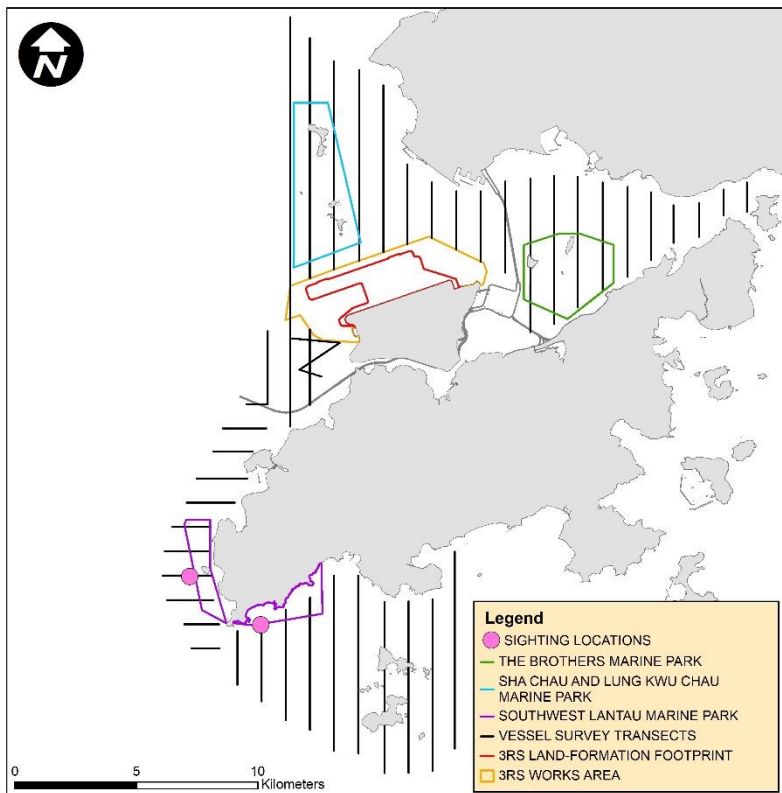 N
Legend
SIGHTING LOCATIONS
THE BROTHERS MARINE PARK
SHA CHAU AND LUNG KWU CHAU
MARINE PARK
SOUTHWEST LANTAU MARINE PARK
VESSEL SURVEY TRANSECTS
3RS LAND-FORMATION FOOTPRINT
3RS WORKS AREA
0 5 10
Kilometers